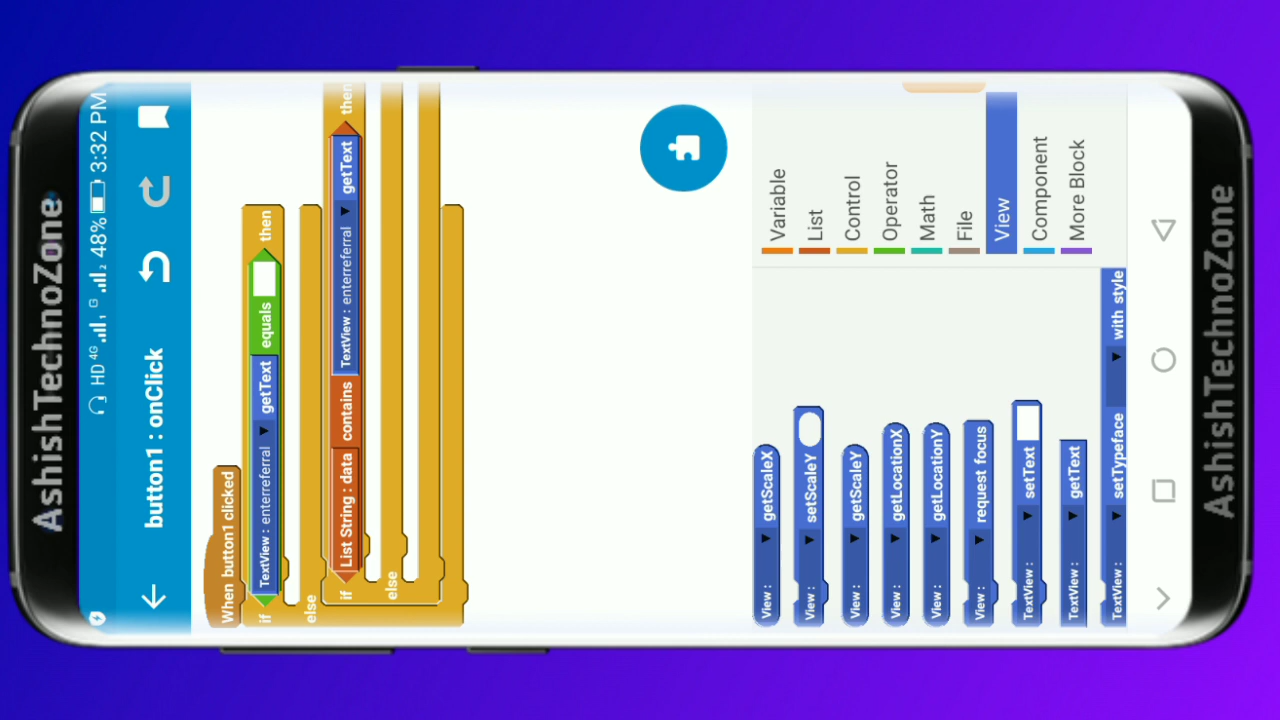 AshishTechnoZone
HD 4G 1 G 2 48% 3:32 PM
button1 : onClick
When button1 clicked
if TextView : enterreferral getText equals then
else
if List String : data contains TextView : enterreferral getText then
else
View : getScaleX
View : setScaleY
View : getScaleY
View : getLocationX
View : getLocationY
View : request focus
TextView : setText
TextView : getText
TextView : setTypeface with style
Variable
List
Control
Operator
Math
File
View
Component
More Block
AshishTechnoZone